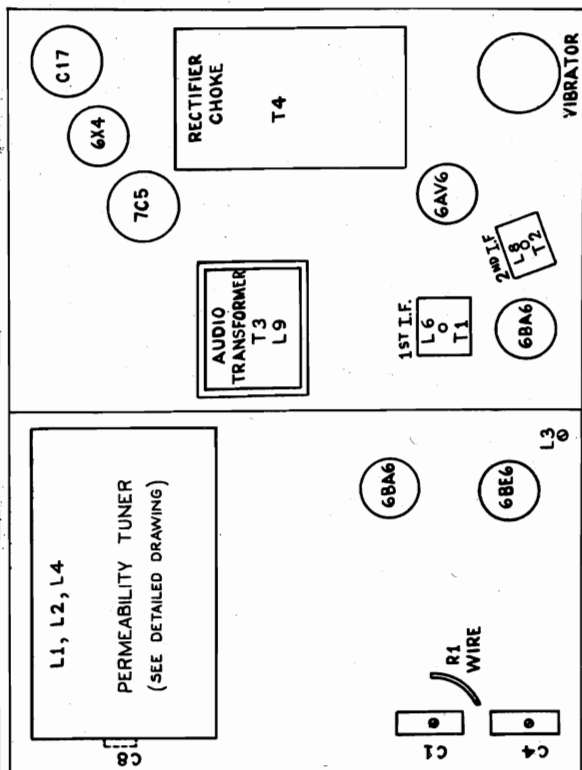 C17
6X4
7C5
RECTIFIER
CHOKE
T4
VIBRATOR
6AV6
2ND I.F
L8
T2
6BA6
1ST I.F.
L6
T1
AUDIO
TRANSFORMER
T3
L9
L1, L2, L4
PERMEABILITY TUNER
(SEE DETAILED DRAWING)
C8
6BA6
6BE6
L3
R1
WIRE
C1
C4